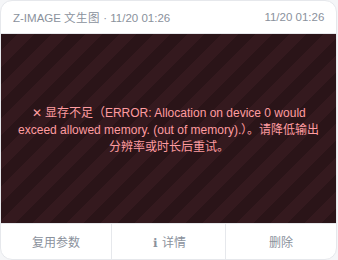 Z-IMAGE 文生图 · 11/20 01:26
11/20 01:26
✕ 显存不足（ERROR: Allocation on device 0 would
exceed allowed memory. (out of memory).）。请降低输出
分辨率或时长后重试。
复用参数
ℹ 详情
删除